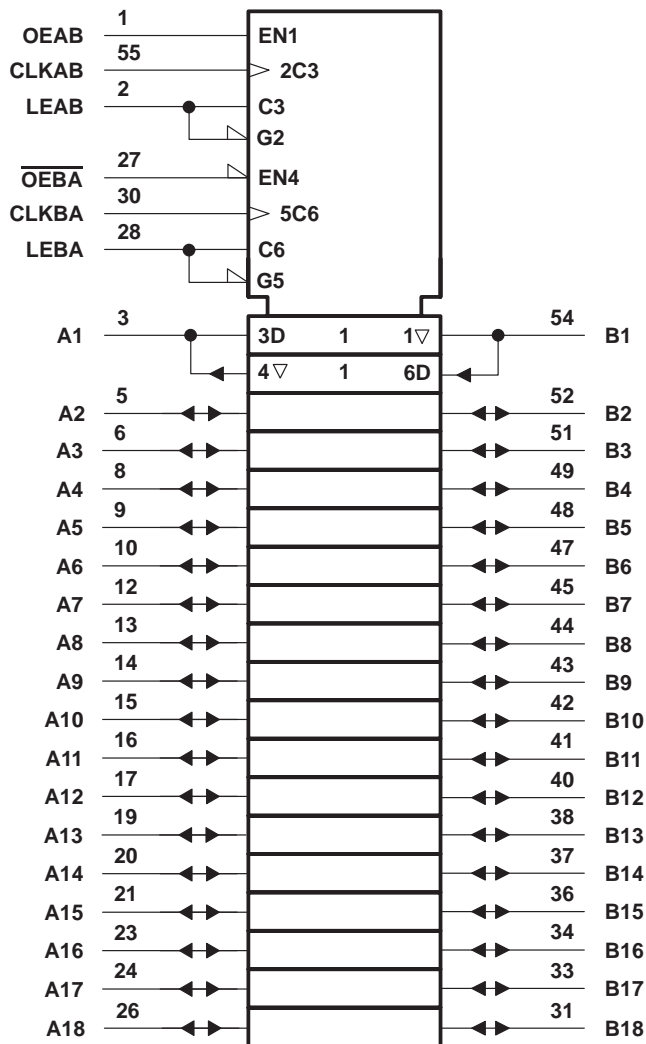 1
OEAB EN1
55
CLKAB 2C3
2
LEAB C3
G2
27
OEBA EN4
30
CLKBA 5C6
28
LEBA C6
G5
3 54
A1 3D 1 1▽ B1
4▽ 1 6D
5 52
A2 B2
6 51
A3 B3
8 49
A4 B4
9 48
A5 B5
10 47
A6 B6
12 45
A7 B7
13 44
A8 B8
14 43
A9 B9
15 42
A10 B10
16 41
A11 B11
17 40
A12 B12
19 38
A13 B13
20 37
A14 B14
21 36
A15 B15
23 34
A16 B16
24 33
A17 B17
26 31
A18 B18